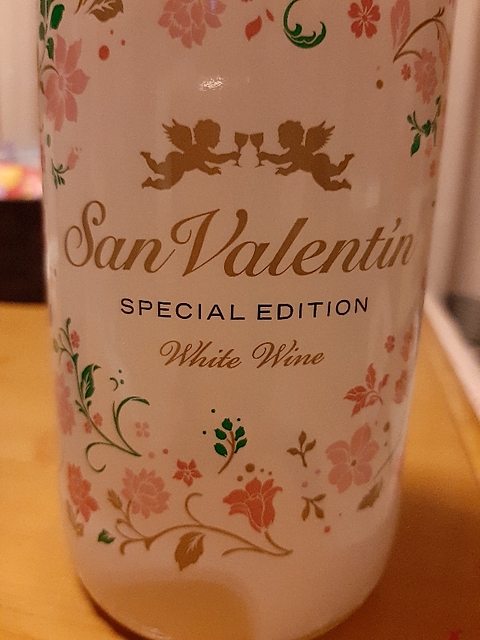 San Valentín
SPECIAL EDITION
White Wine